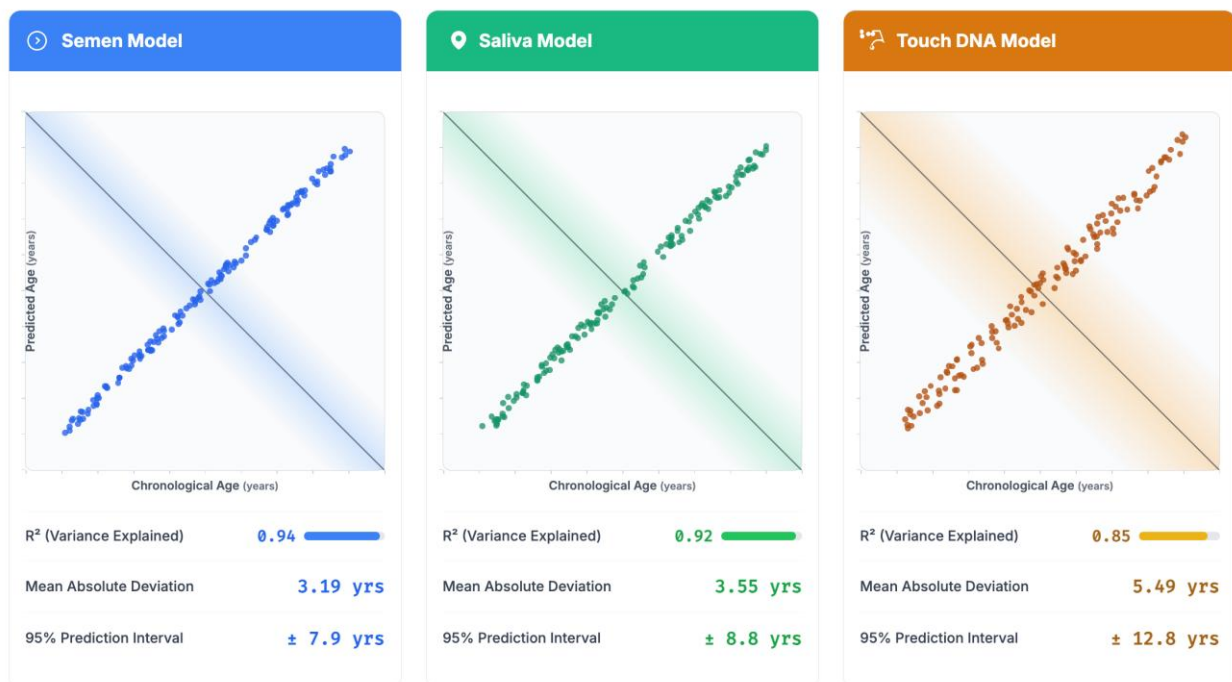 Semen Model
Predicted Age (years)
Chronological Age (years)
R² (Variance Explained) 0.94
Mean Absolute Deviation 3.19 yrs
95% Prediction Interval ± 7.9 yrs
Saliva Model
Predicted Age (years)
Chronological Age (years)
R² (Variance Explained) 0.92
Mean Absolute Deviation 3.55 yrs
95% Prediction Interval ± 8.8 yrs
Touch DNA Model
Predicted Age (years)
Chronological Age (years)
R² (Variance Explained) 0.85
Mean Absolute Deviation 5.49 yrs
95% Prediction Interval ± 12.8 yrs